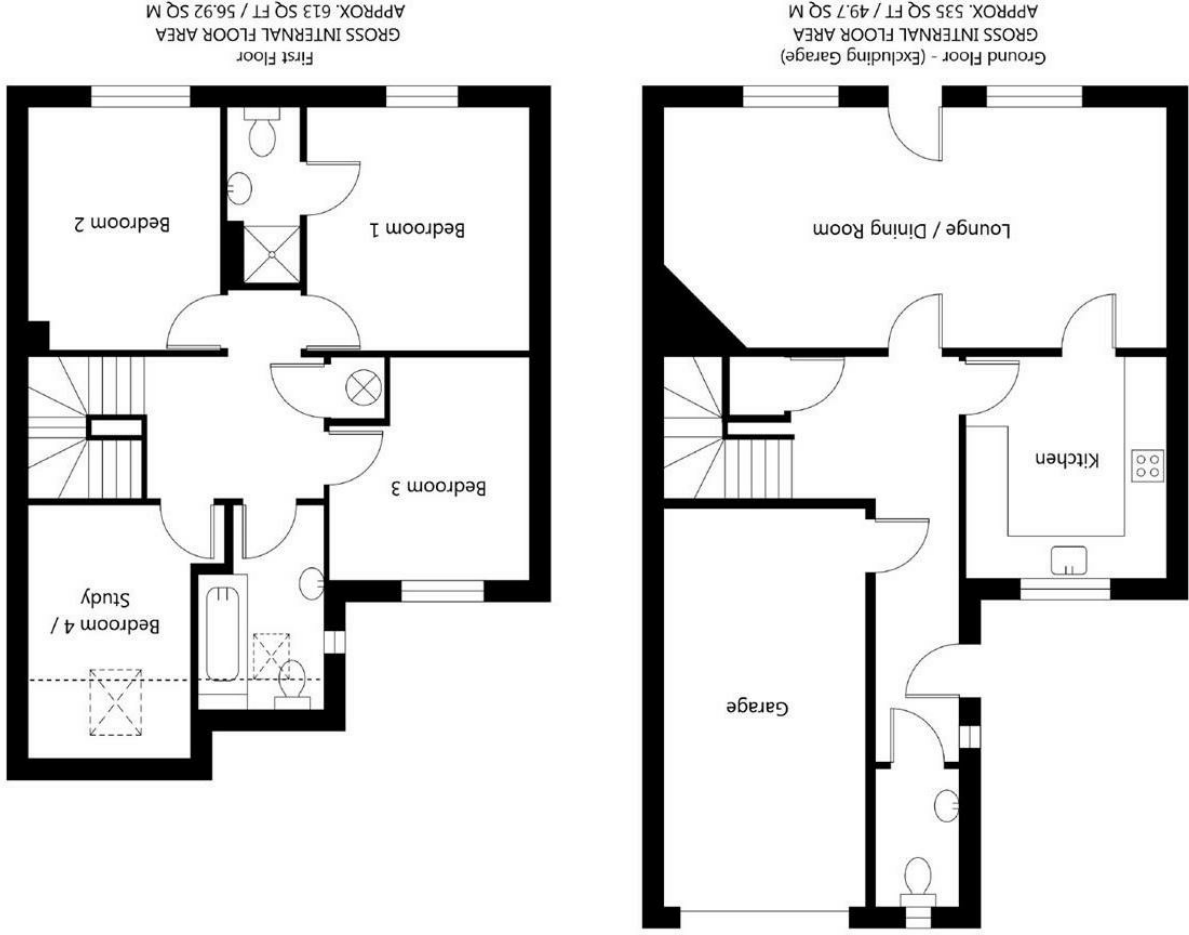 Garage
Kitchen
Lounge / Dining Room
Ground Floor - (Excluding Garage)
GROSS INTERNAL FLOOR AREA
APPROX. 535 SQ FT / 49.7 SQ M
Bedroom 4 /
Study
Bedroom 3
Bedroom 1
Bedroom 2
First Floor
GROSS INTERNAL FLOOR AREA
APPROX. 613 SQ FT / 56.92 SQ M